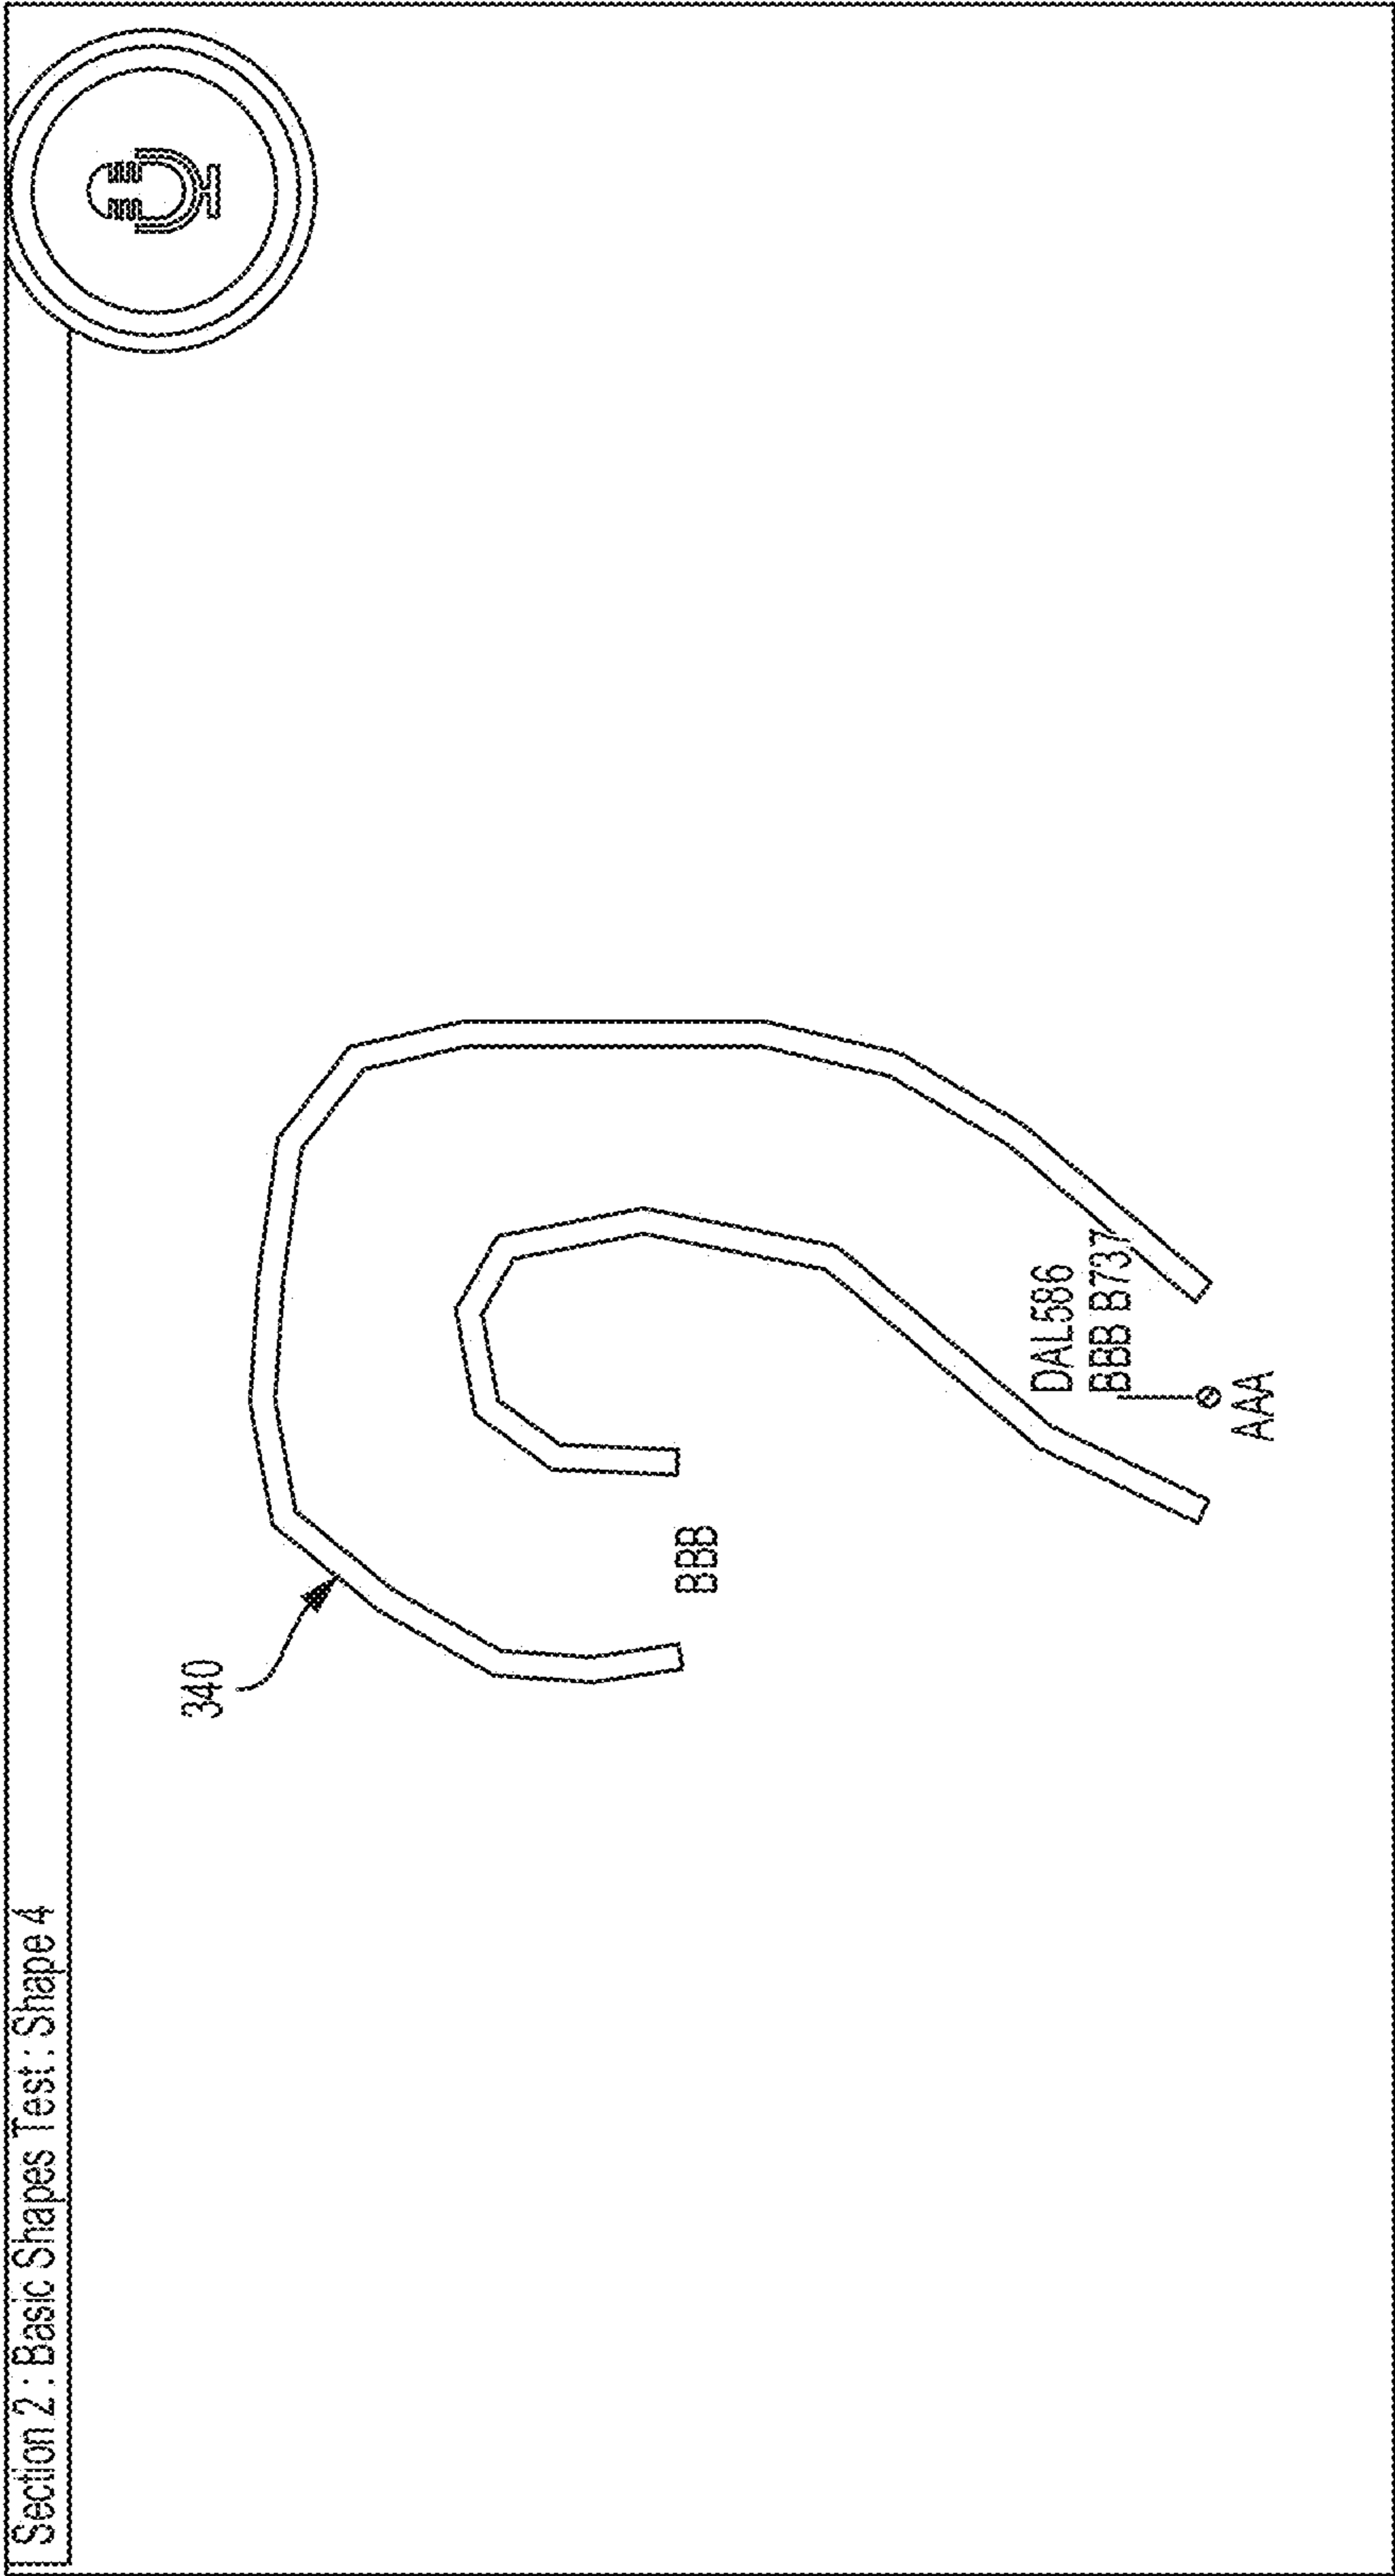 Section 2 : Basic Shapes Test : Shape 4
340
BBB
DAL586
BBB B737
AAA